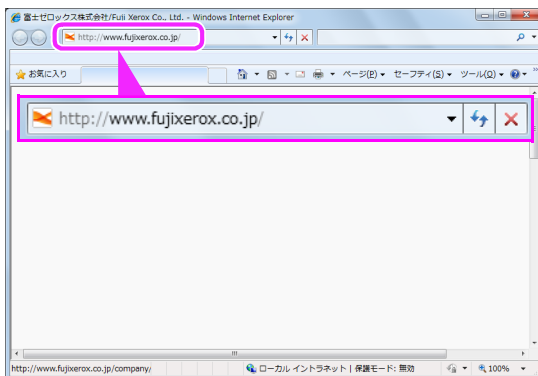 富士ゼロックス株式会社/Fuji Xerox Co., Ltd. - Windows Internet Explorer
http://www.fujixerox.co.jp/
お気に入り ページ(P) セーフティ(S) ツール(O)
http://www.fujixerox.co.jp/
http://www.fujixerox.co.jp/company/ ローカル イントラネット | 保護モード: 無効 100%